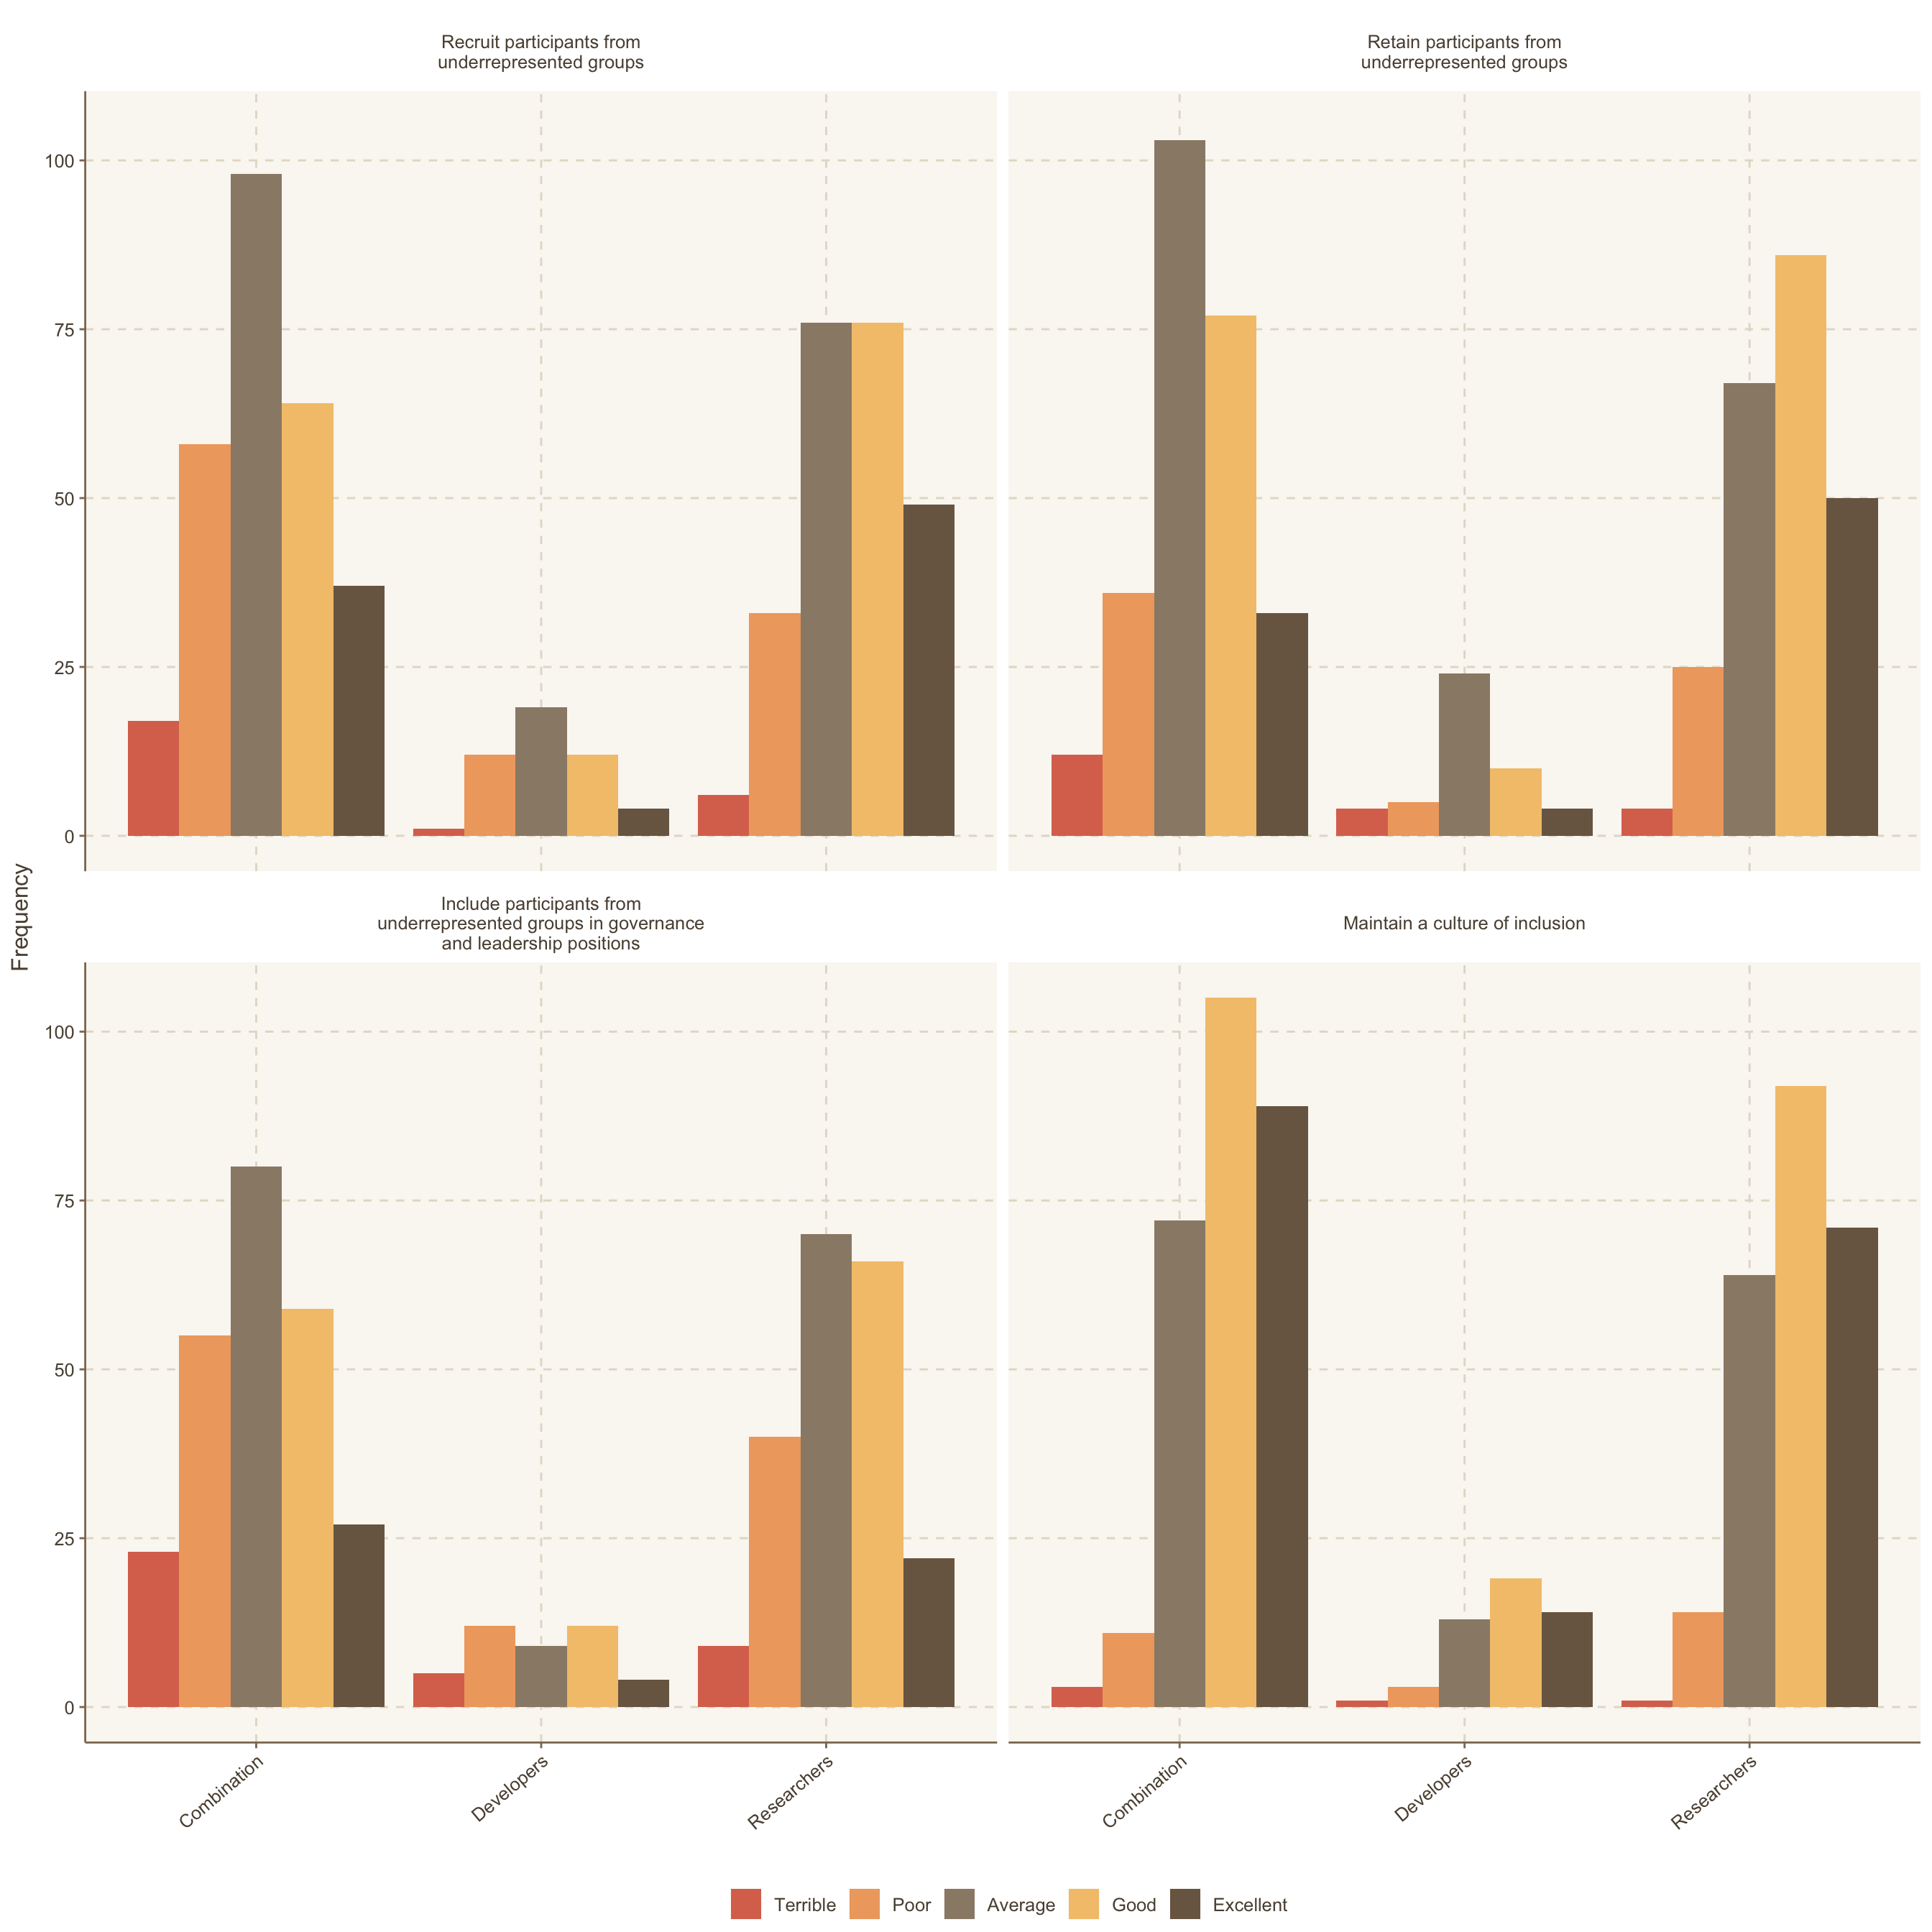 Recruit participants from
underrepresented groups
Retain participants from
underrepresented groups
100
75
50
25
0
Frequency
Include participants from
underrepresented groups in governance
and leadership positions
Maintain a culture of inclusion
100
75
50
25
0
Combination
Developers
Researchers
Combination
Developers
Researchers
Terrible Poor Average Good Excellent